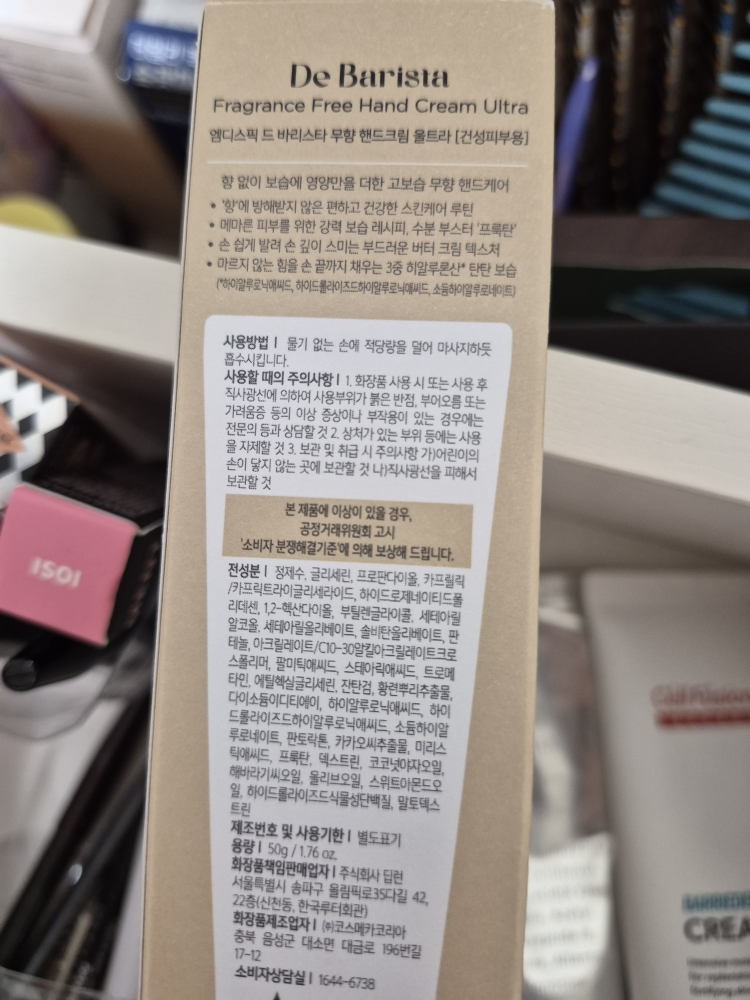 De Barista
Fragrance Free Hand Cream Ultra
엠디스픽 드 바리스타 무향 핸드크림 울트라 [건성피부용]
향 없이 보습에 영양만을 더한 고보습 무향 핸드케어
• '향'에 방해받지 않은 편하고 건강한 스킨케어 루틴
• 메마른 피부를 위한 강력 보습 레시피, 수분 부스터 '프룩탄'
• 손 쉽게 발려 손 깊이 스미는 부드러운 버터 크림 텍스처
• 마르지 않는 힘을 손 끝까지 채우는 3중 히알루론산* 탄탄 보습
(*하이알루로닉애씨드, 하이드롤라이즈드하이알루로닉애씨드, 소듐하이알루로네이트)
사용방법 | 물기 없는 손에 적당량을 덜어 마사지하듯
흡수시킵니다.
사용할 때의 주의사항 | 1. 화장품 사용 시 또는 사용 후
직사광선에 의하여 사용부위가 붉은 반점, 부어오름 또는
가려움증 등의 이상 증상이나 부작용이 있는 경우에는
전문의 등과 상담할 것 2. 상처가 있는 부위 등에는 사용
을 자제할 것 3. 보관 및 취급 시 주의사항 가)어린이의
손이 닿지 않는 곳에 보관할 것 나)직사광선을 피해서
보관할 것
본 제품에 이상이 있을 경우,
공정거래위원회 고시
'소비자 분쟁해결기준'에 의해 보상해 드립니다.
전성분 | 정제수, 글리세린, 프로판다이올, 카프릴릭
/카프릭트라이글리세라이드, 하이드로제네이티드폴
리데센, 1,2-헥산다이올, 부틸렌글라이콜, 세테아릴
알코올, 세테아릴올리베이트, 솔비탄올리베이트, 판
테놀, 아크릴레이트/C10-30알킬아크릴레이트크로
스폴리머, 팔미틱애씨드, 스테아릭애씨드, 트로메
타민, 에틸헥실글리세린, 잔탄검, 황련뿌리추출물,
다이소듐이디티에이, 하이알루로닉애씨드, 하이
드롤라이즈드하이알루로닉애씨드, 소듐하이알
루로네이트, 판토락톤, 카카오씨추출물, 미리스
틱애씨드, 프룩탄, 덱스트린, 코코넛야자오일,
해바라기씨오일, 올리브오일, 스위트아몬드오
일, 하이드롤라이즈드식물성단백질, 말토덱스
트린
제조번호 및 사용기한 | 별도표기
용량 | 50g / 1.76 oz.
화장품책임판매업자 | 주식회사 딥런
서울특별시 송파구 올림픽로35다길 42,
22층(신천동, 한국루터회관)
화장품제조업자 | ㈜코스메카코리아
충북 음성군 대소면 대금로 196번길
17-12
소비자상담실 | 1644-6738
ISOI
CREA